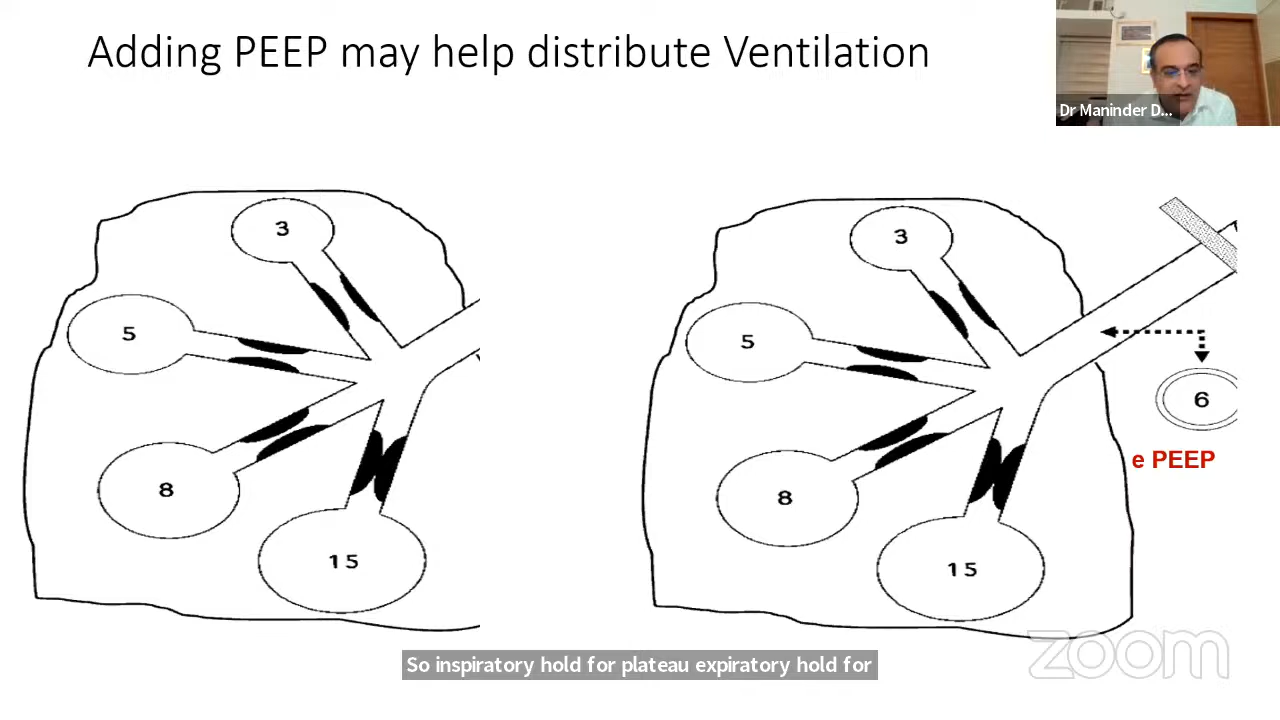 Adding PEEP may help distribute Ventilation
Dr Maninder D...
3
5
8
15
3
5
8
15
6
e PEEP
zoom
So inspiratory hold for plateau expiratory hold for